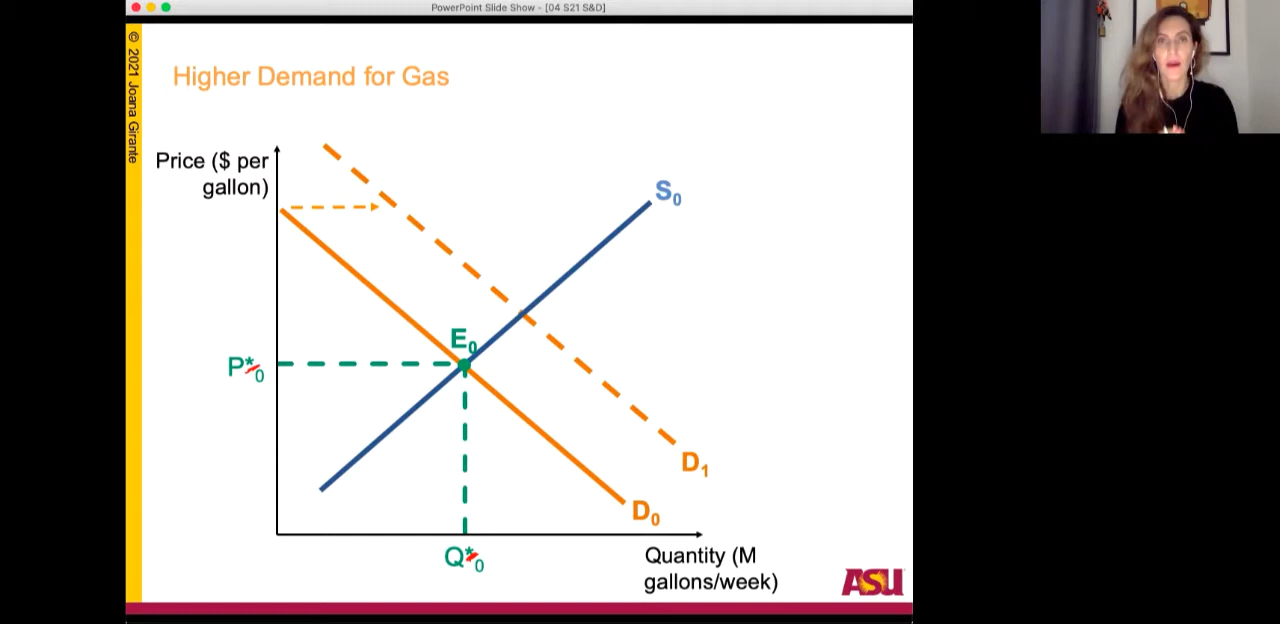 PowerPoint Slide Show - [04 S21 S&D]
© 2021 Joana Girante
Higher Demand for Gas
Price ($ per
gallon)
S₀
E₀
P*₀
D₁
D₀
Q*₀
Quantity (M
gallons/week)
ASU